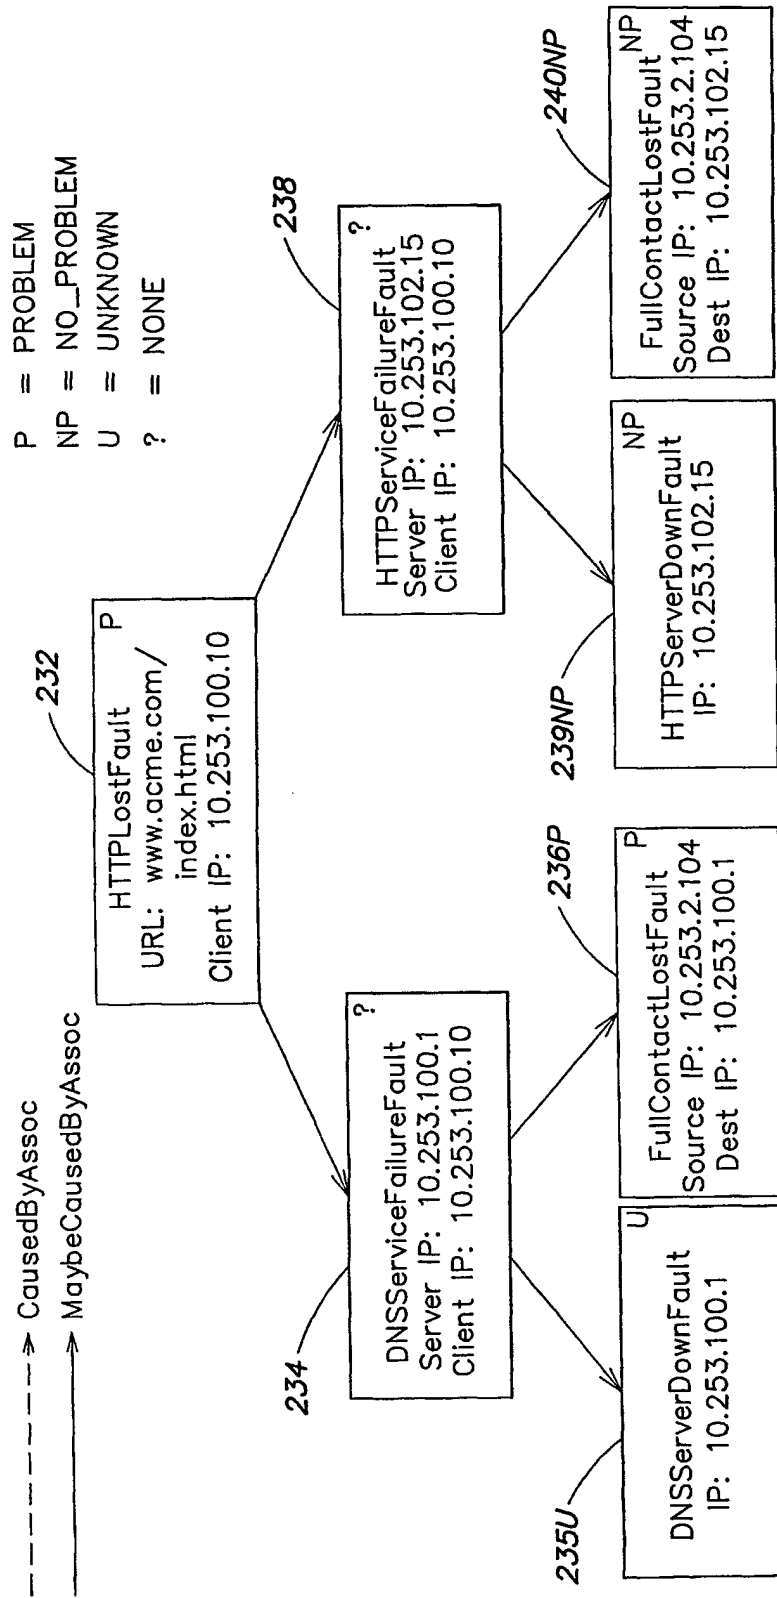 CausedByAssoc
MaybeCausedByAssoc
P = PROBLEM
NP = NO_PROBLEM
U = UNKNOWN
? = NONE
232
HTTPLostFault
P
URL: www.acme.com/
index.html
Client IP: 10.253.100.10
234
DNSServiceFailureFault
?
Server IP: 10.253.100.1
Client IP: 10.253.100.10
238
HTTPServiceFailureFault
?
Server IP: 10.253.102.15
Client IP: 10.253.100.10
235U
DNSServerDownFault
U
IP: 10.253.100.1
236P
FullContactLostFault
P
Source IP: 10.253.2.104
Dest IP: 10.253.100.1
239NP
HTTPServerDownFault
NP
IP: 10.253.102.15
240NP
FullContactLostFault
NP
Source IP: 10.253.2.104
Dest IP: 10.253.102.15